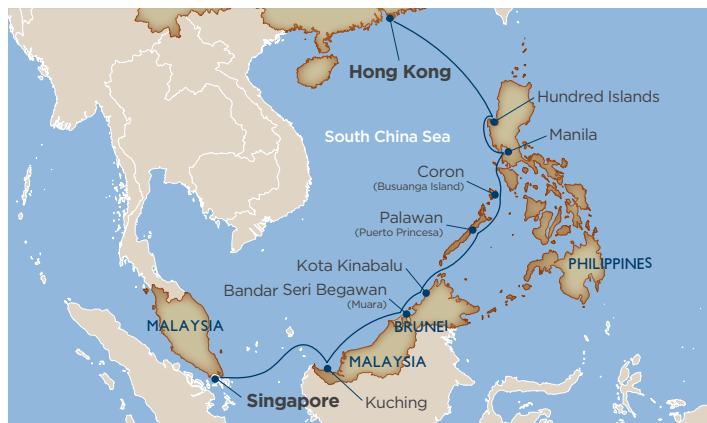 Hong Kong
Hundred Islands
South China Sea
Manila
Coron
(Busuanga Island)
Palawan
(Puerto Princesa)
Kota Kinabalu
PHILIPPINES
Bandar Seri Begawan
(Muara)
MALAYSIA
BRUNEI
MALAYSIA
Singapore
Kuching